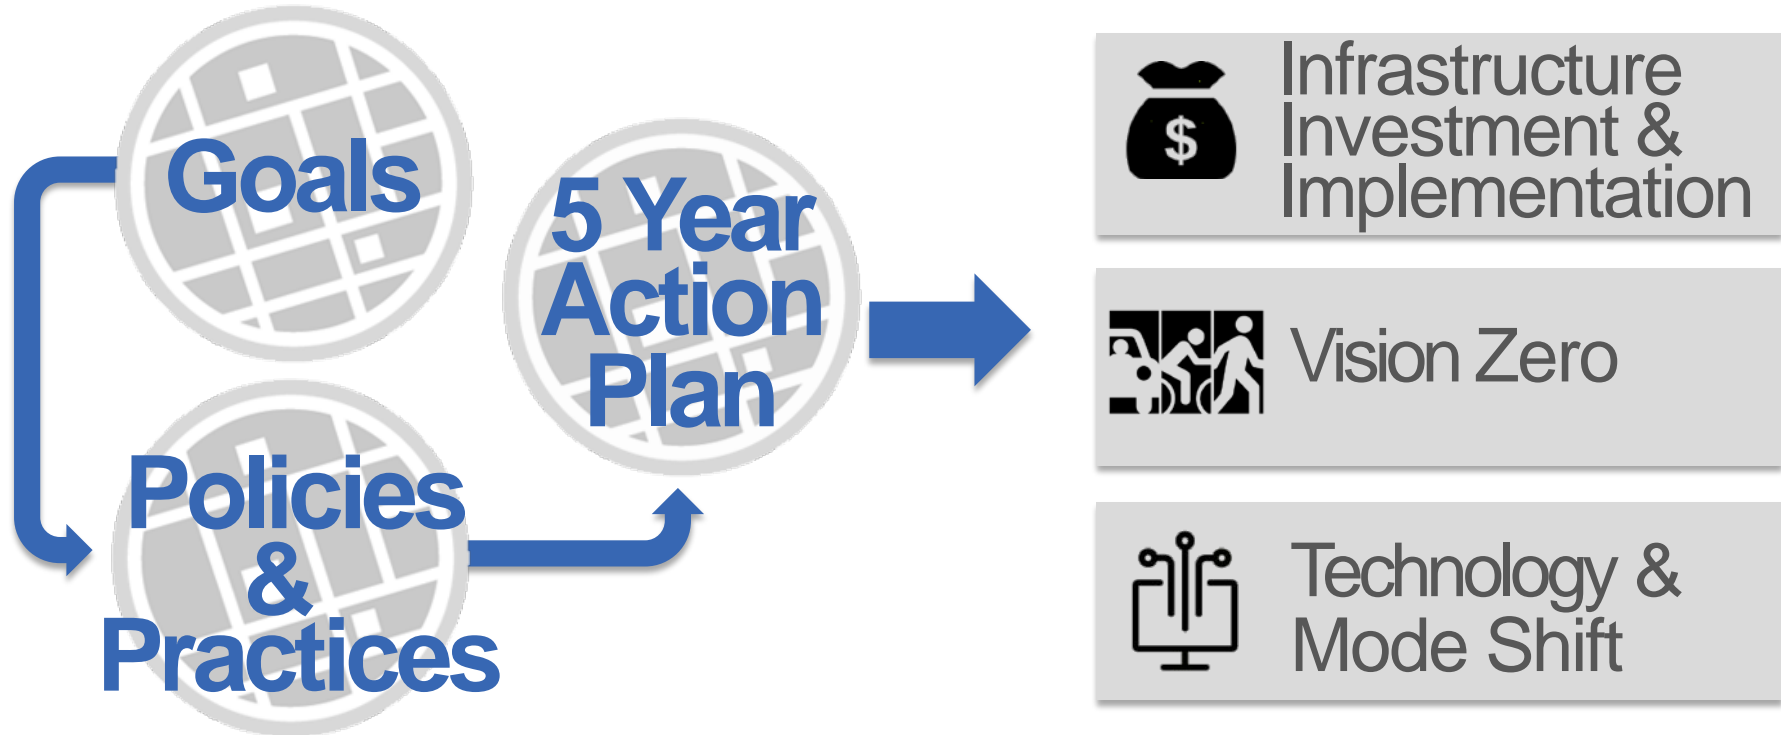 Goals
Policies
&
Practices
5 Year
Action
Plan
$
Infrastructure
Investment &
Implementation
Vision Zero
Technology &
Mode Shift